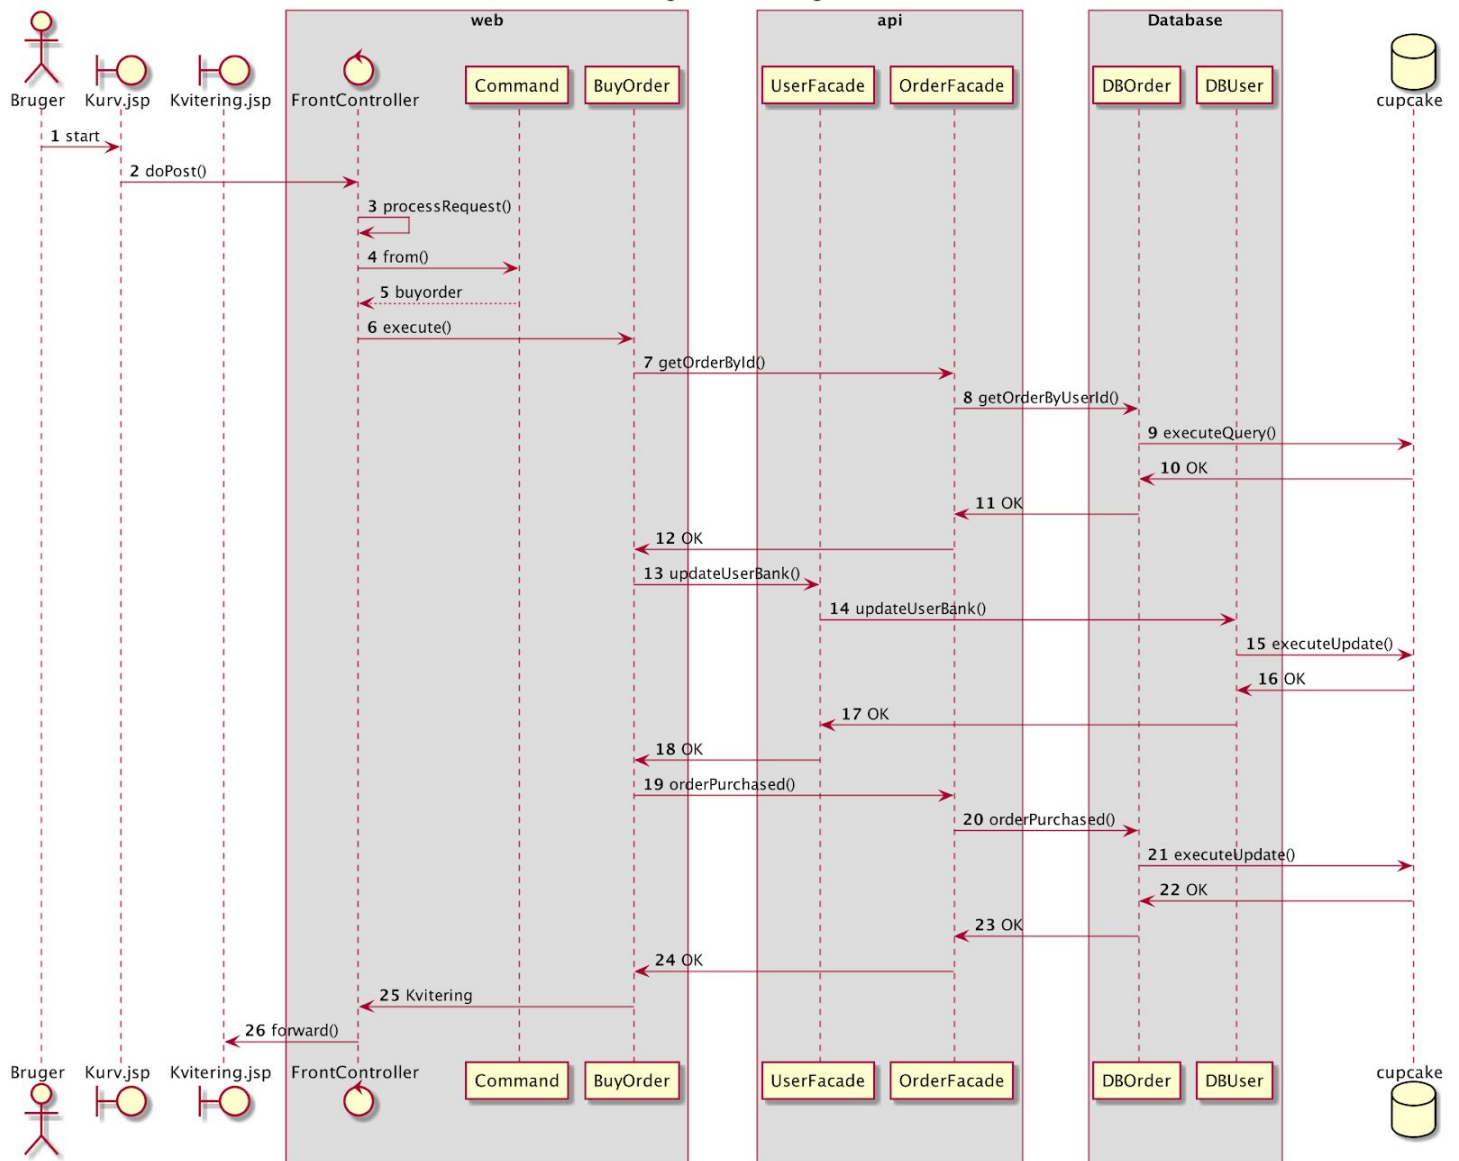 web
api
Database
Bruger
Kurv.jsp
Kvitering.jsp
FrontController
Command
BuyOrder
UserFacade
OrderFacade
DBOrder
DBUser
cupcake
1 start
2 doPost()
3 processRequest()
4 from()
5 buyorder
6 execute()
7 getOrderById()
8 getOrderByUserId()
9 executeQuery()
10 OK
11 OK
12 OK
13 updateUserBank()
14 updateUserBank()
15 executeUpdate()
16 OK
17 OK
18 OK
19 orderPurchased()
20 orderPurchased()
21 executeUpdate()
22 OK
23 OK
24 OK
25 Kvitering
26 forward()
Bruger
Kurv.jsp
Kvitering.jsp
FrontController
Command
BuyOrder
UserFacade
OrderFacade
DBOrder
DBUser
cupcake